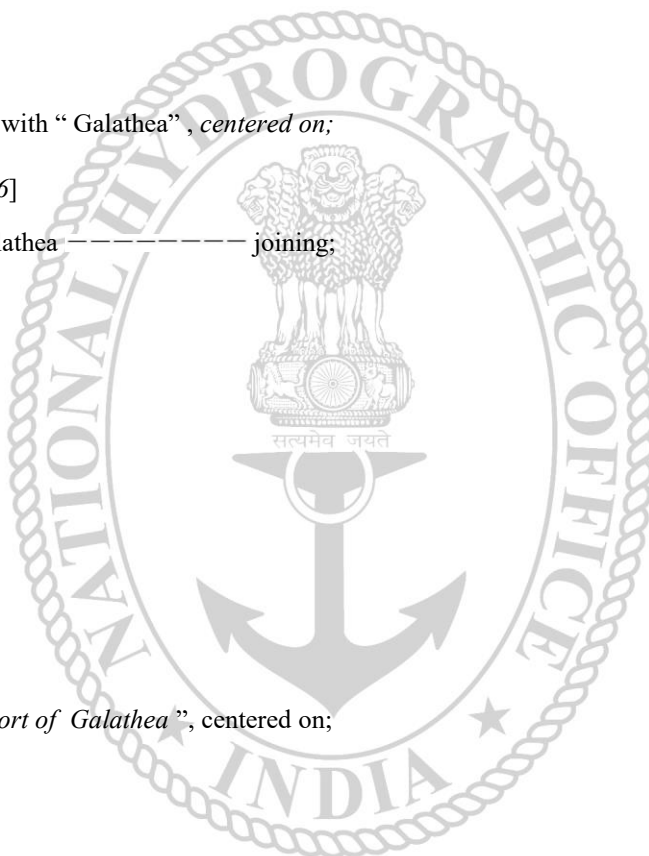 with “ Galathea” , centered on;
6]
athea — — — — — — — — — joining;
NATIONAL HYDROGRAPHIC OFFICE
सत्यमेव जयते
ort of Galathea ”, centered on;
INDIA